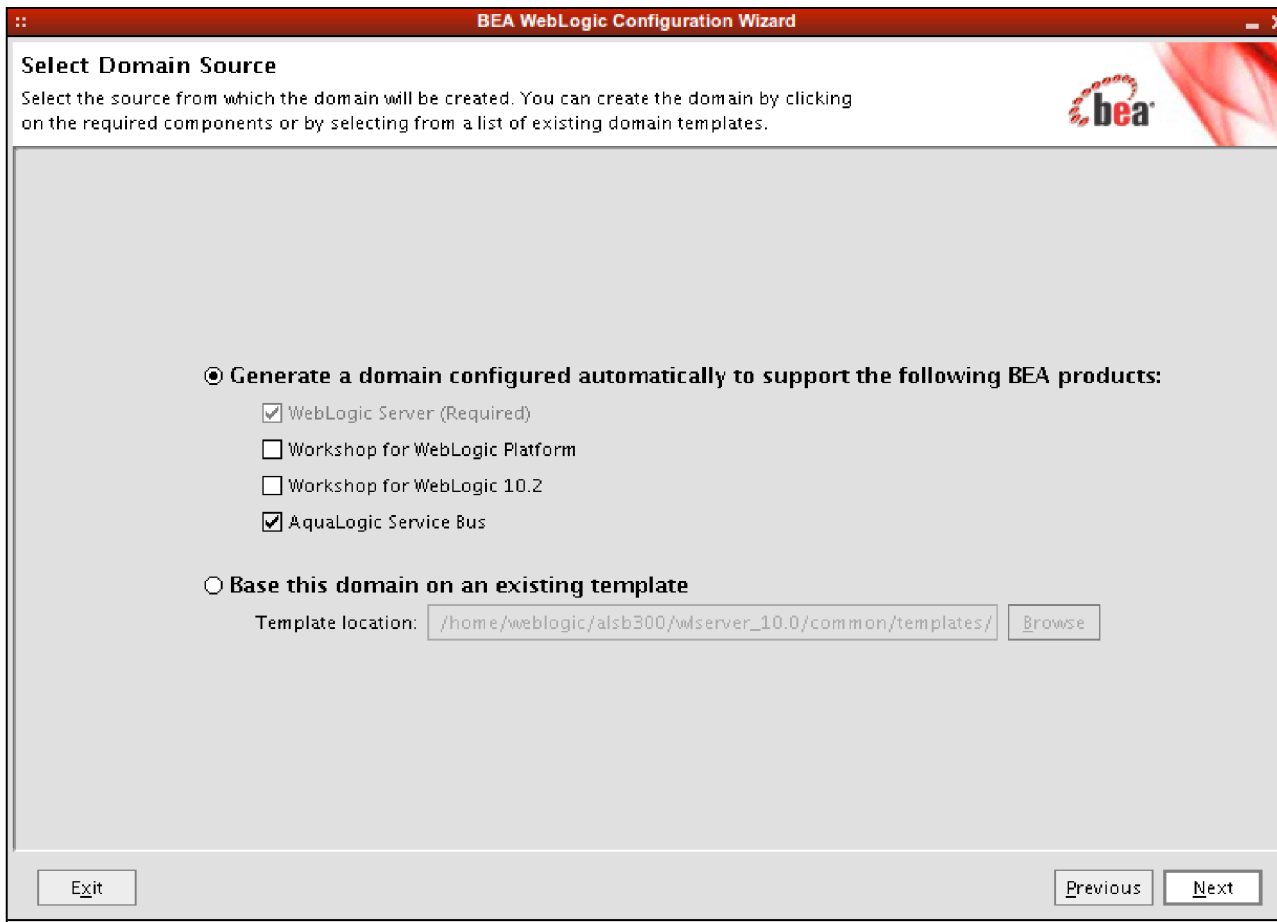 BEA WebLogic Configuration Wizard
Select Domain Source
Select the source from which the domain will be created. You can create the domain by clicking
on the required components or by selecting from a list of existing domain templates.
bea
Generate a domain configured automatically to support the following BEA products:
WebLogic Server (Required)
Workshop for WebLogic Platform
Workshop for WebLogic 10.2
AquaLogic Service Bus
Base this domain on an existing template
Template location: /home/weblogic/alsb300/wlserver_10.0/common/templates/ Browse
Exit Previous Next